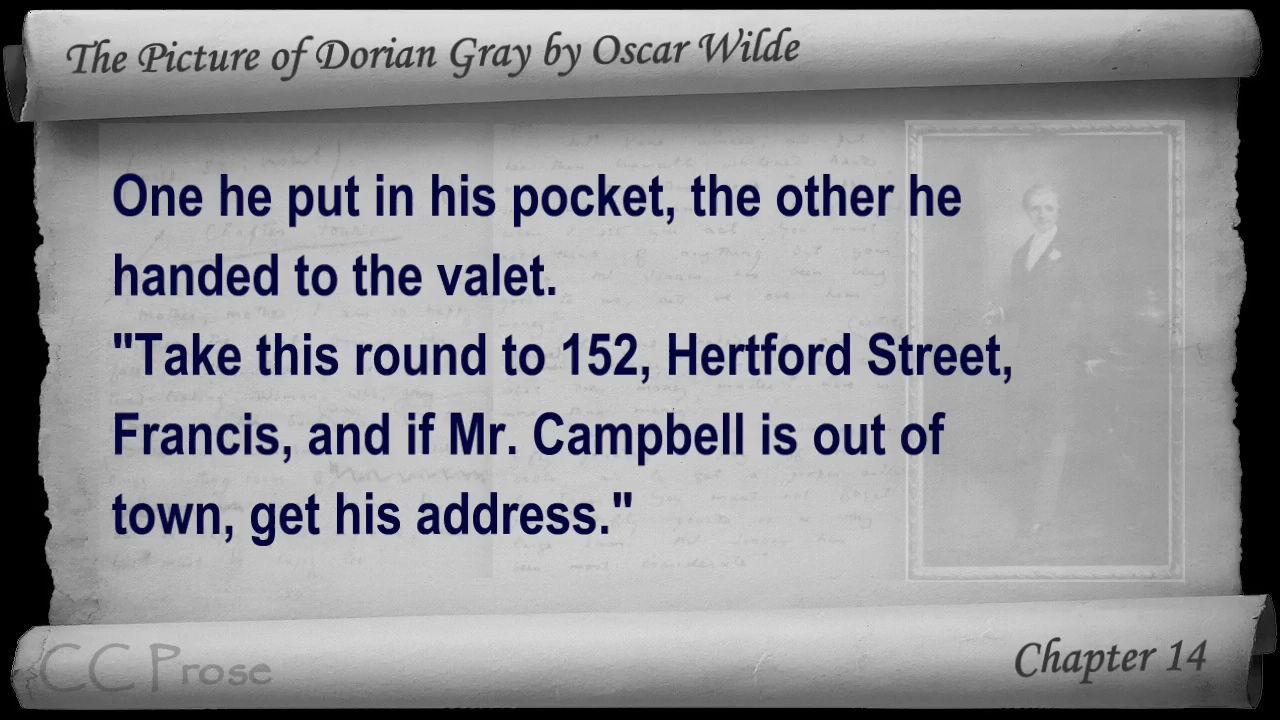 The Picture of Dorian Gray by Oscar Wilde
One he put in his pocket, the other he
handed to the valet.
"Take this round to 152, Hertford Street,
Francis, and if Mr. Campbell is out of
town, get his address."
CC Prose
Chapter 14